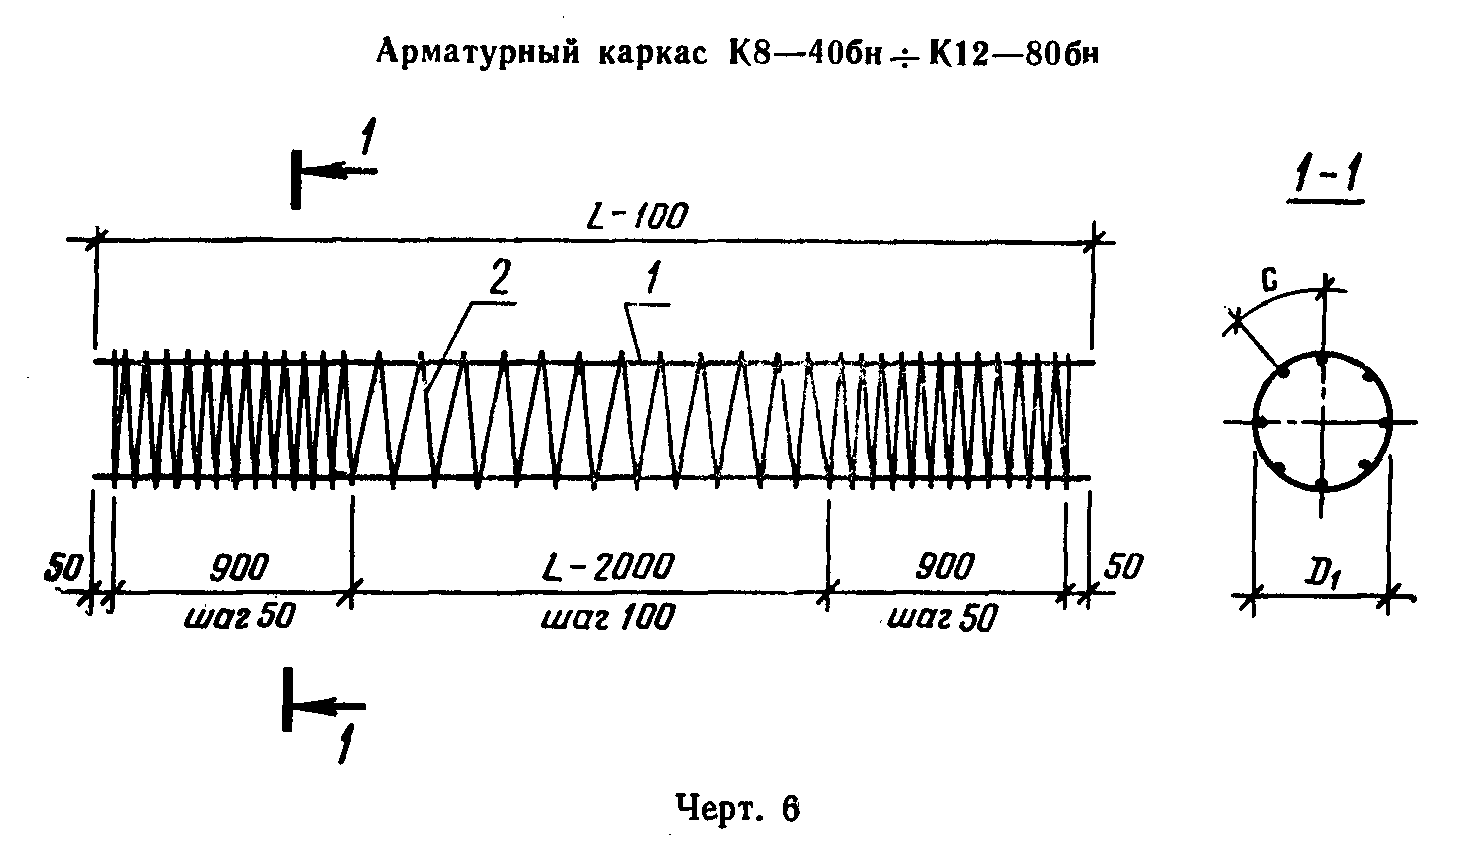 Арматурный каркас К8—40бн ÷ К12—80бн
1
1-1
L-100
2
1
С
50
900
L-2000
900
50
D₁
шаг 50
шаг 100
шаг 50
1
Черт. 6